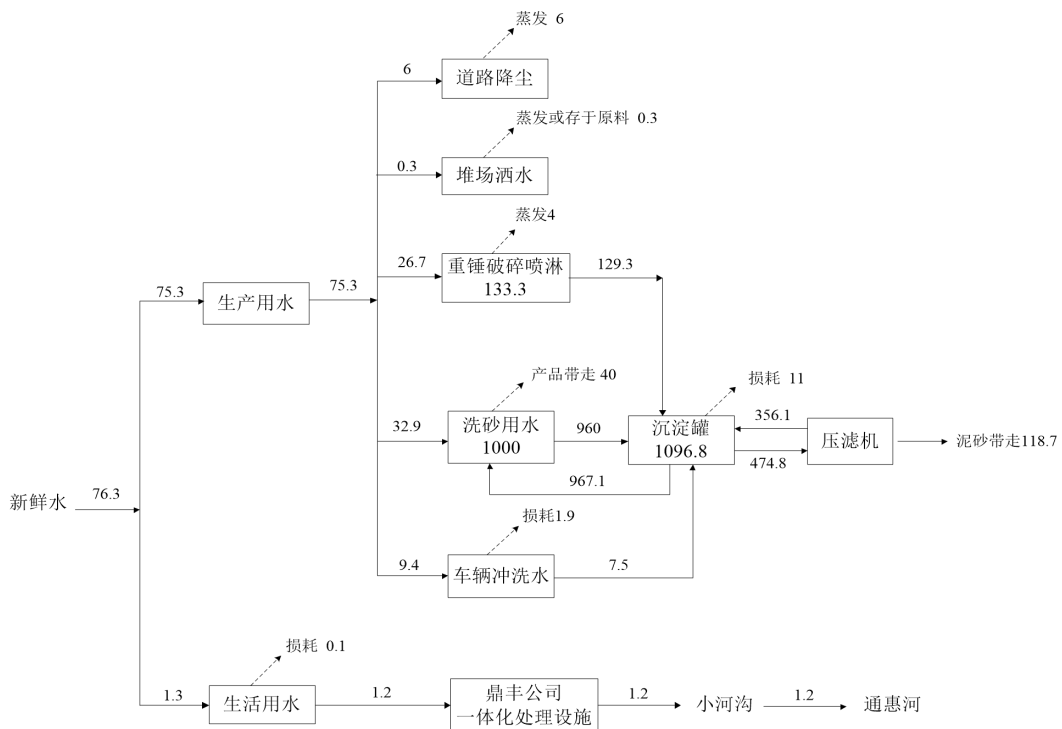 蒸发 6
6
道路降尘
蒸发或存于原料 0.3
0.3
堆场洒水
蒸发4
26.7
重锤破碎喷淋
133.3
129.3
75.3
生产用水
75.3
产品带走 40
32.9
洗砂用水
1000
960
损耗 11
沉淀罐
1096.8
356.1
474.8
压滤机
泥砂带走118.7
967.1
新鲜水
76.3
损耗1.9
9.4
车辆冲洗水
7.5
损耗 0.1
1.3
生活用水
1.2
鼎丰公司
一体化处理设施
1.2
小河沟
1.2
通惠河